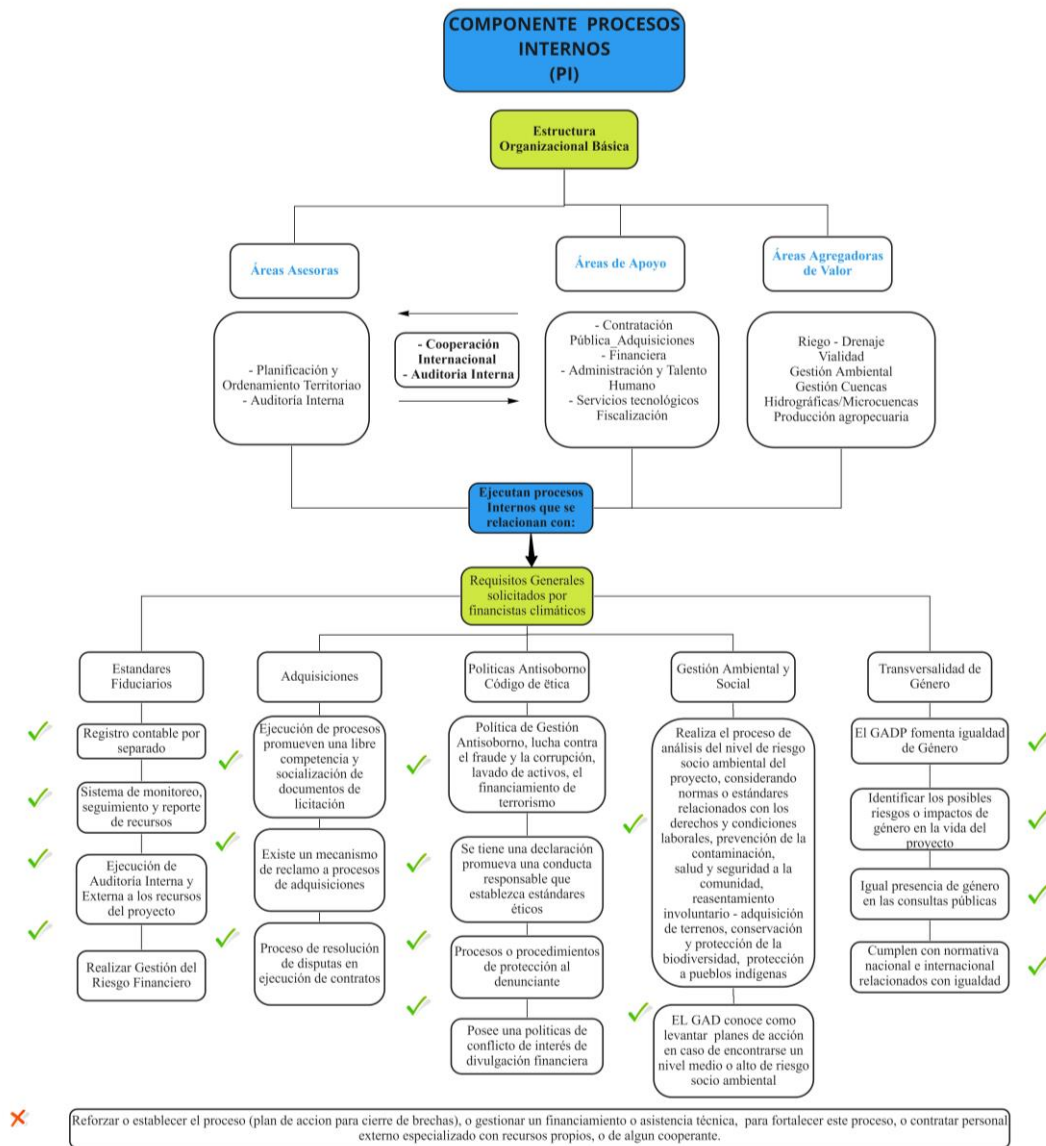 COMPONENTE PROCESOS
INTERNOS
(PI)
Estructura
Organizacional Básica
Áreas Asesoras
Áreas de Apoyo
Áreas Agregadoras
de Valor
- Planificación y
Ordenamiento Territoriao
- Auditoría Interna
- Cooperación
Internacional
- Auditoria Interna
- Contratación
Pública_Adquisiciones
- Financiera
- Administración y Talento
Humano
- Servicios tecnológicos
Fiscalización
Riego - Drenaje
Vialidad
Gestión Ambiental
Gestión Cuencas
Hidrográficas/Microcuencas
Producción agropecuaria
Ejecutan procesos
Internos que se
relacionan con:
Requisitos Generales
solicitados por
financistas climáticos
Estandares
Fiduciarios
Registro contable por
separado
Sistema de monitoreo,
seguimiento y reporte
de recursos
Ejecución de
Auditoría Interna y
Externa a los recursos
del proyecto
Realizar Gestión del
Riesgo Financiero
Adquisiciones
Ejecución de procesos
promueven una libre
competencia y
socialización de
documentos de
licitación
Existe un mecanismo
de reclamo a procesos
de adquisiciones
Proceso de resolución
de disputas en
ejecución de contratos
Politicas Antisoborno
Código de ëtica
Política de Gestión
Antisoborno, lucha contra
el fraude y la corrupción,
lavado de activos, el
financiamiento de
terrorismo
Se tiene una declaración
promueva una conducta
responsable que
establezca estándares
éticos
Procesos o procedimientos
de protección al
denunciante
Posee una politicas de
conflicto de interés de
divulgación financiera
Gestión Ambiental y
Social
Realiza el proceso de
análisis del nivel de riesgo
socio ambiental del
proyecto, considerando
normas o estándares
relacionados con los
derechos y condiciones
laborales, prevención de la
contaminación,
salud y seguridad a la
comunidad,
reasentamiento
involuntario - adquisición
de terrenos, conservación
y protección de la
biodiversidad, protección
a pueblos indígenas
EL GAD conoce como
levantar planes de acción
en caso de encontrarse un
nivel medio o alto de riesgo
socio ambiental
Transversalidad de
Género
El GADP fomenta igualdad
de Género
Identificar los posibles
riesgos o impactos de
género en la vida del
proyecto
Igual presencia de género
en las consultas públicas
Cumplen con normativa
nacional e internacional
relacionados con igualdad
Reforzar o establecer el proceso (plan de accion para cierre de brechas), o gestionar un financiamiento o asistencia técnica, para fortalecer este proceso, o contratar personal
externo especializado con recursos propios, o de algun cooperante.